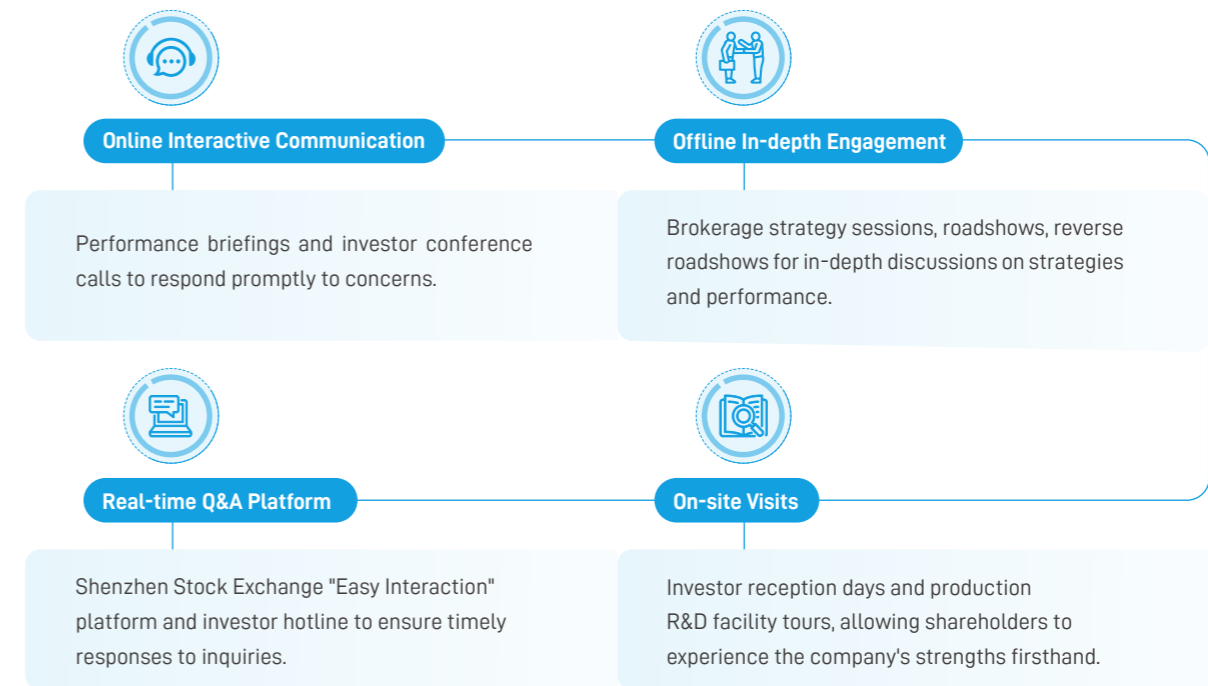 Online Interactive Communication
Performance briefings and investor conference
calls to respond promptly to concerns.
Offline In-depth Engagement
Brokerage strategy sessions, roadshows, reverse
roadshows for in-depth discussions on strategies
and performance.
Real-time Q&A Platform
Shenzhen Stock Exchange "Easy Interaction"
platform and investor hotline to ensure timely
responses to inquiries.
On-site Visits
Investor reception days and production
R&D facility tours, allowing shareholders to
experience the company's strengths firsthand.